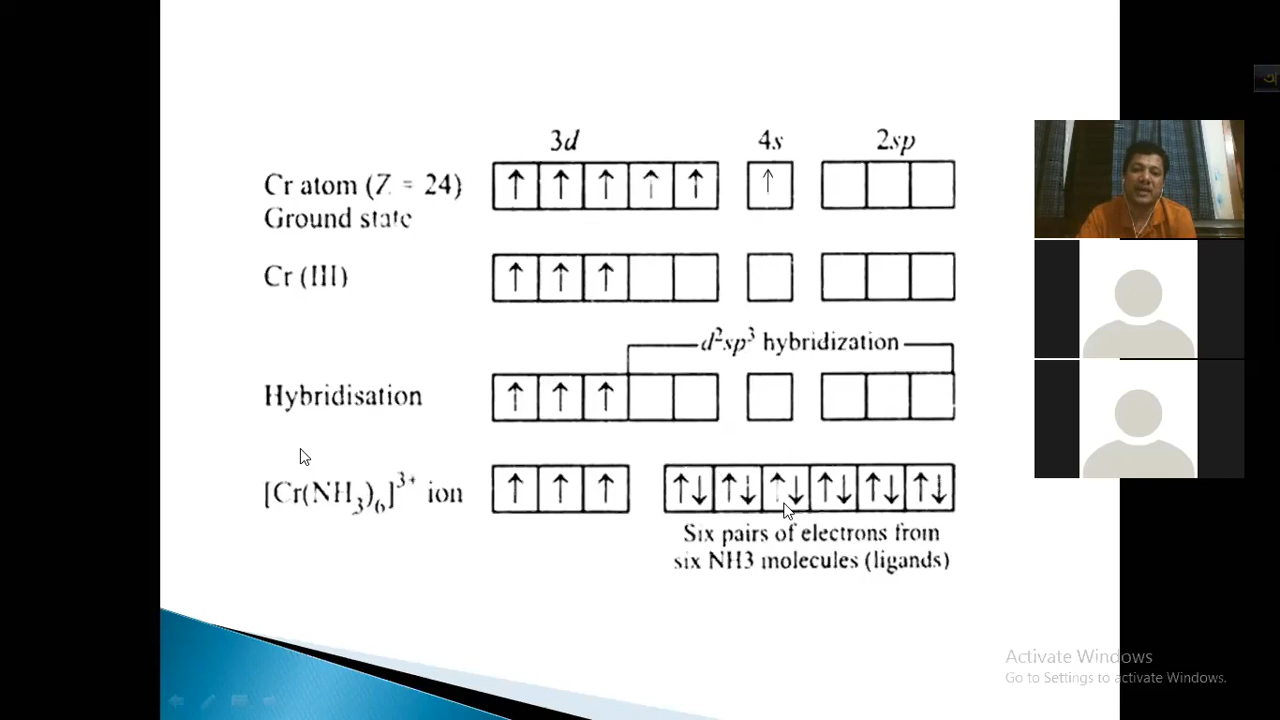 3d 4s 2sp
Cr atom (Z = 24)
Ground state
Cr (III)
d²sp³ hybridization
Hybridisation
[Cr(NH₃)₆]³⁺ ion
Six pairs of electrons from
six NH3 molecules (ligands)
Activate Windows
Go to Settings to activate Windows.